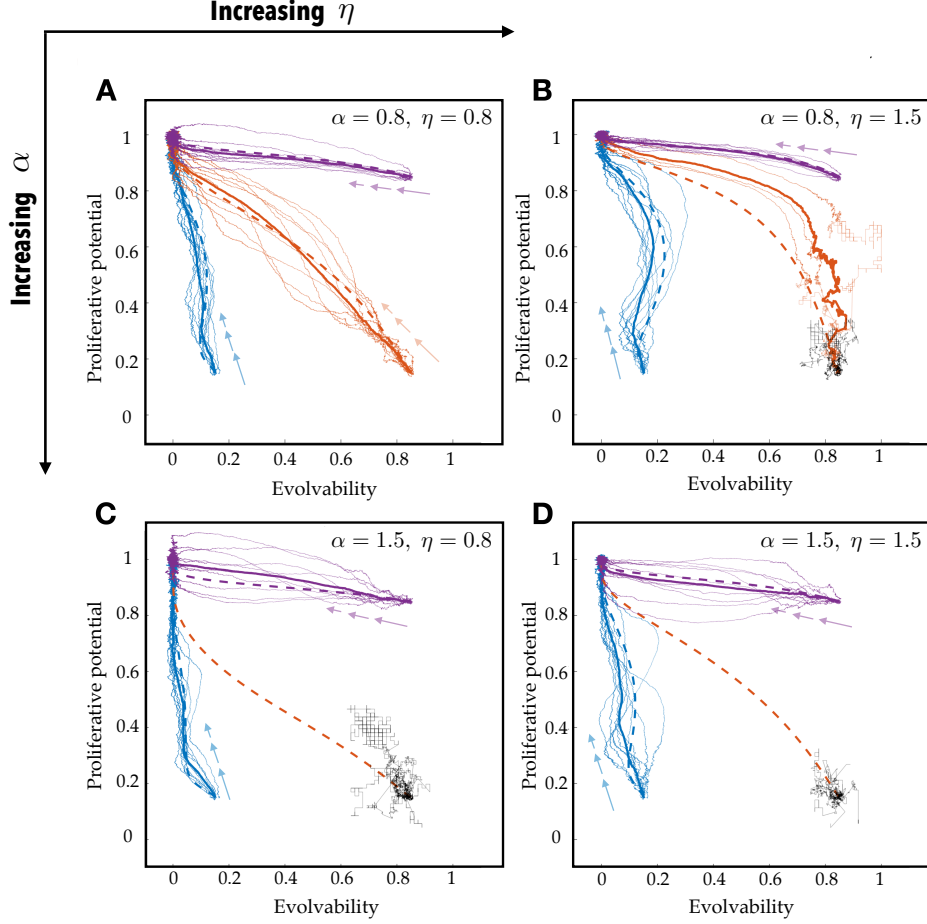 Increasing η
Increasing α
A
α = 0.8, η = 0.8
Proliferative potential
1
0.8
0.6
0.4
0.2
0
0 0.2 0.4 0.6 0.8 1
Evolvability
B
α = 0.8, η = 1.5
Proliferative potential
1
0.8
0.6
0.4
0.2
0
0 0.2 0.4 0.6 0.8 1
Evolvability
C
α = 1.5, η = 0.8
Proliferative potential
1
0.8
0.6
0.4
0.2
0
0 0.2 0.4 0.6 0.8 1
Evolvability
D
α = 1.5, η = 1.5
Proliferative potential
1
0.8
0.6
0.4
0.2
0
0 0.2 0.4 0.6 0.8 1
Evolvability